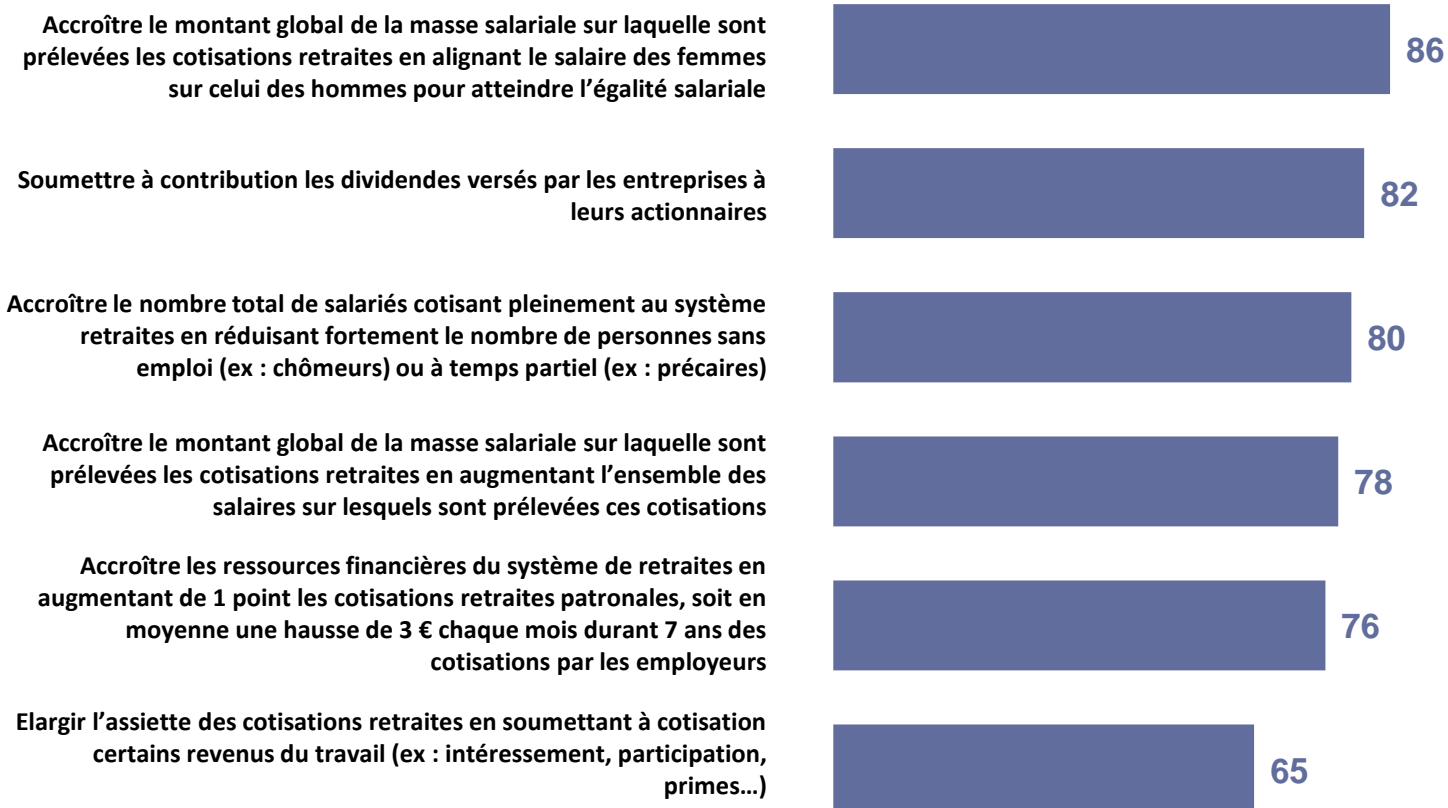 Accroître le montant global de la masse salariale sur laquelle sont
prélevées les cotisations retraites en alignant le salaire des femmes
sur celui des hommes pour atteindre l’égalité salariale
86
Soumettre à contribution les dividendes versés par les entreprises à
leurs actionnaires
82
Accroître le nombre total de salariés cotisant pleinement au système
retraites en réduisant fortement le nombre de personnes sans
emploi (ex : chômeurs) ou à temps partiel (ex : précaires)
80
Accroître le montant global de la masse salariale sur laquelle sont
prélevées les cotisations retraites en augmentant l’ensemble des
salaires sur lesquels sont prélevées ces cotisations
78
Accroître les ressources financières du système de retraites en
augmentant de 1 point les cotisations retraites patronales, soit en
moyenne une hausse de 3 € chaque mois durant 7 ans des
cotisations par les employeurs
76
Elargir l’assiette des cotisations retraites en soumettant à cotisation
certains revenus du travail (ex : intéressement, participation,
primes…)
65